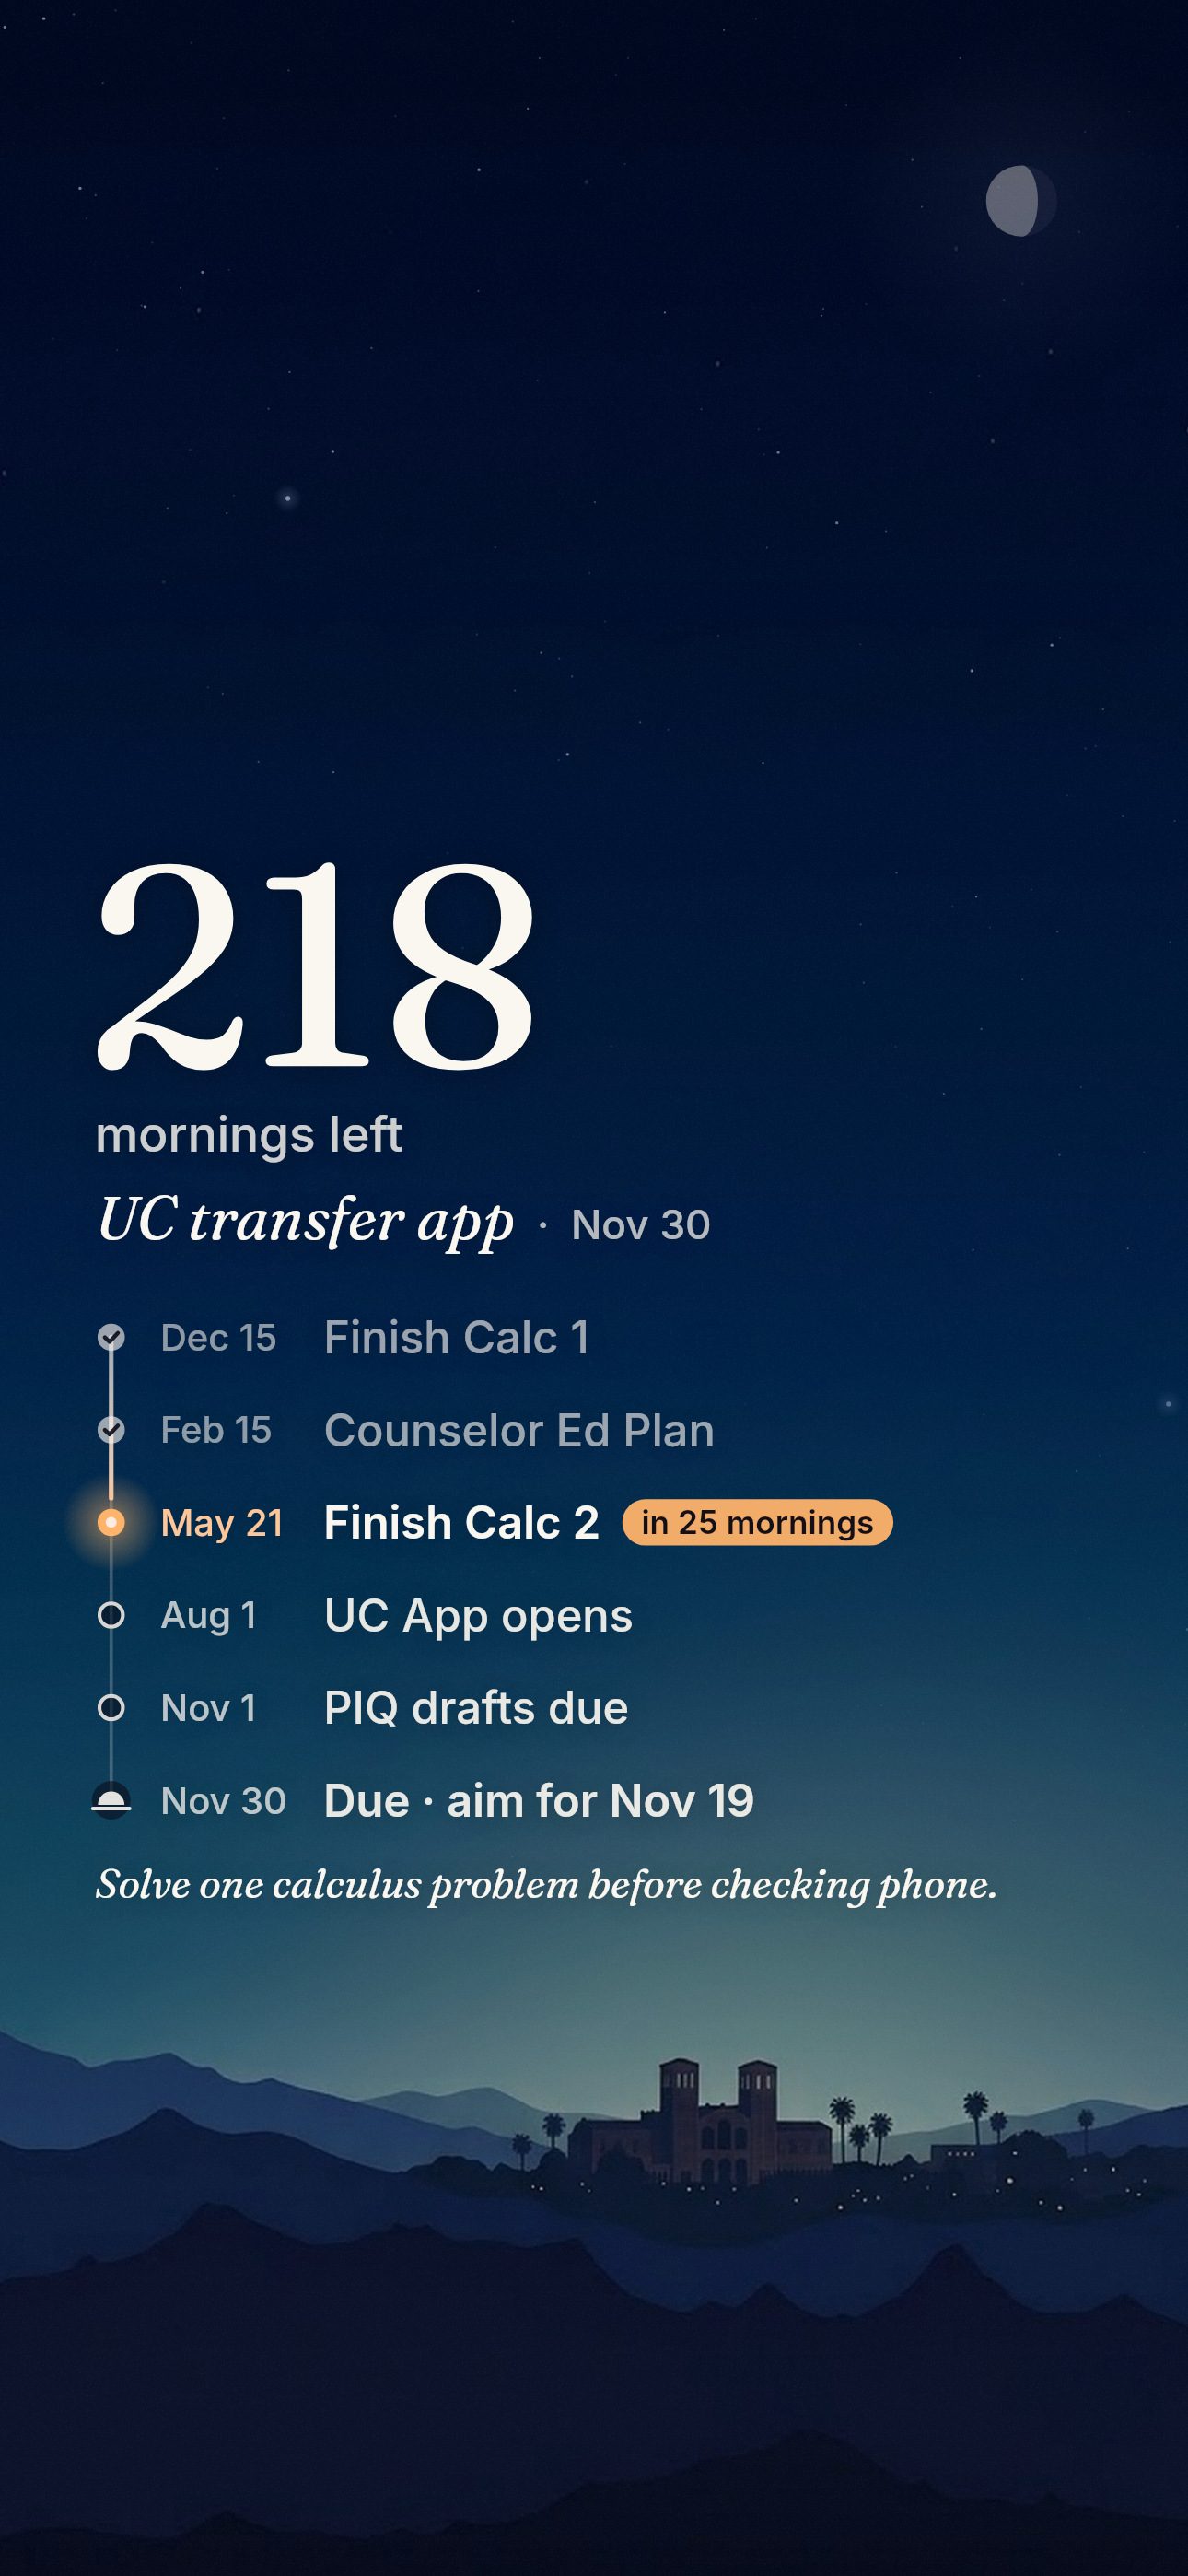 218
mornings left
UC transfer app · Nov 30
Dec 15 Finish Calc 1
Feb 15 Counselor Ed Plan
May 21 Finish Calc 2 in 25 mornings
Aug 1 UC App opens
Nov 1 PIQ drafts due
Nov 30 Due · aim for Nov 19
Solve one calculus problem before checking phone.